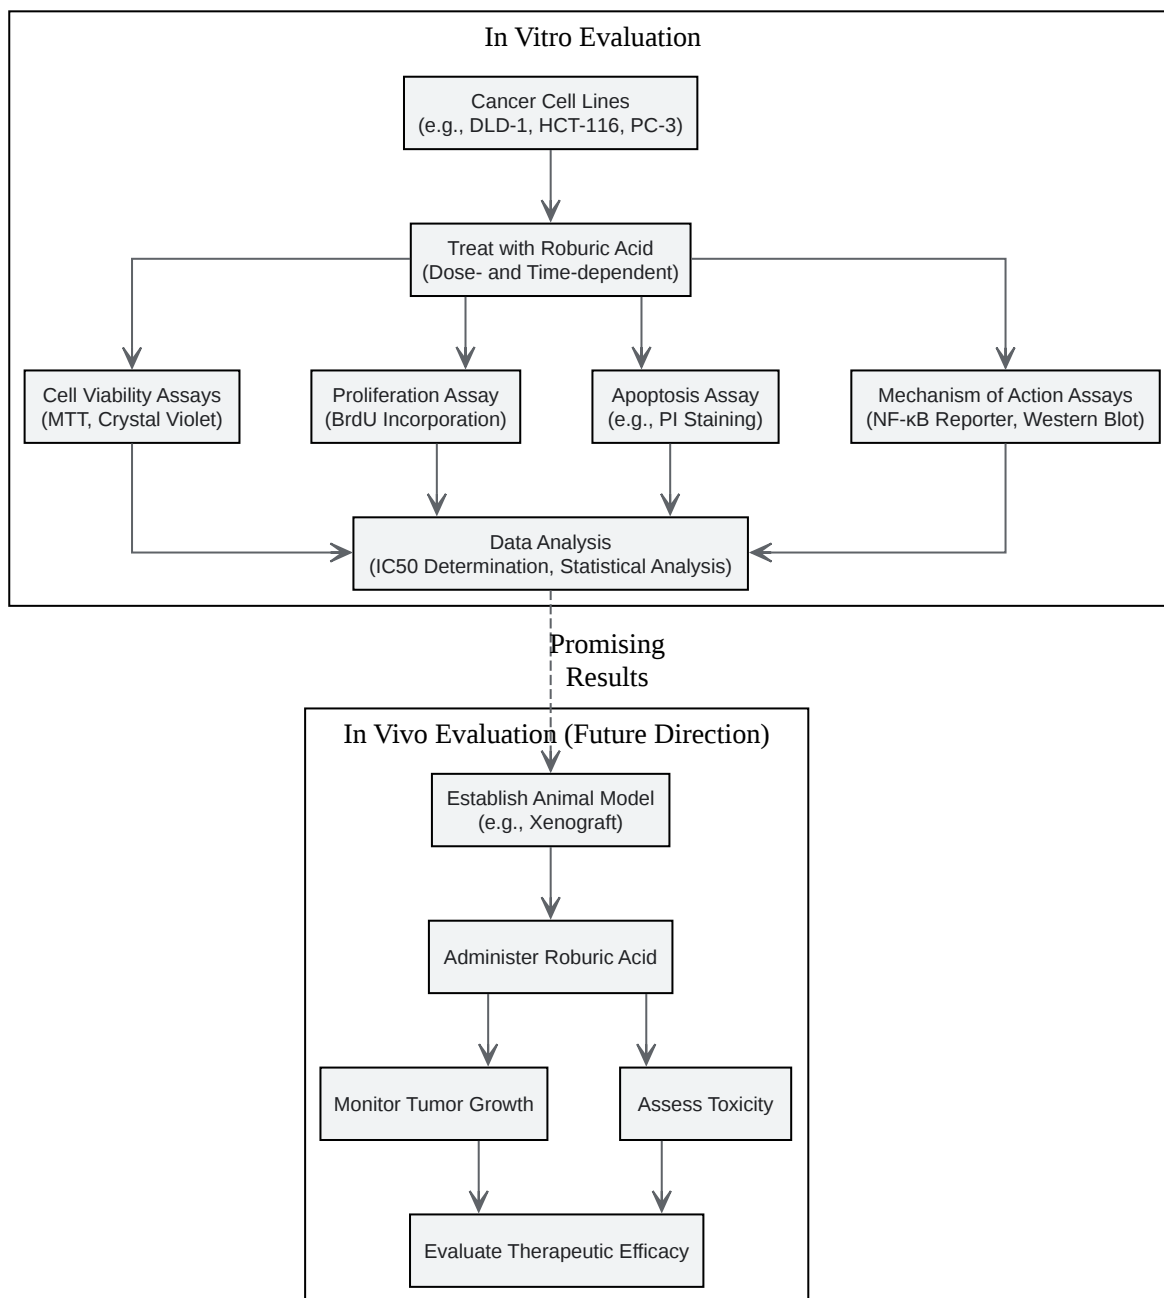 In Vitro Evaluation
Cancer Cell Lines
(e.g., DLD-1, HCT-116, PC-3)
Treat with Roburic Acid
(Dose- and Time-dependent)
Cell Viability Assays
(MTT, Crystal Violet)
Proliferation Assay
(BrdU Incorporation)
Apoptosis Assay
(e.g., PI Staining)
Mechanism of Action Assays
(NF-κB Reporter, Western Blot)
Data Analysis
(IC50 Determination, Statistical Analysis)
Promising
Results
In Vivo Evaluation (Future Direction)
Establish Animal Model
(e.g., Xenograft)
Administer Roburic Acid
Monitor Tumor Growth
Assess Toxicity
Evaluate Therapeutic Efficacy